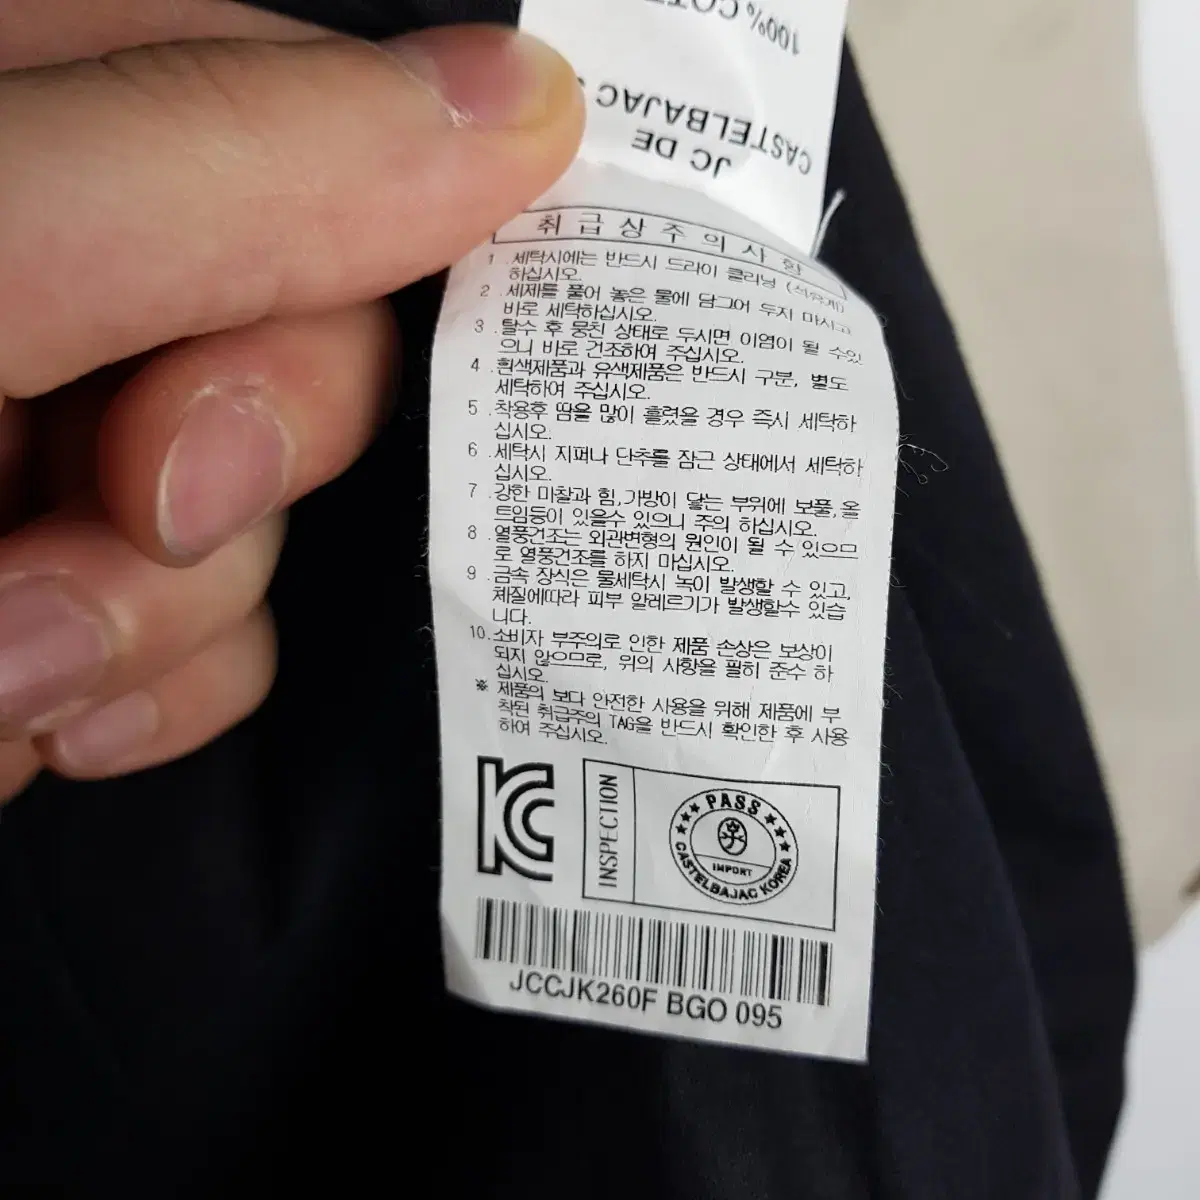 100% COTT
CASTELBAJAC
JC DE
취급상주의사항
1. 세탁시에는 반드시 드라이 클리닝 (석유계)
하십시오.
2. 세제를 풀어 놓은 물에 담그어 두지 마시고
바로 세탁하십시오.
3. 탈수 후 뭉친 상태로 두시면 이염이 될 수있
으니 바로 건조하여 주십시오.
4. 흰색제품과 유색제품은 반드시 구분, 별도
세탁하여 주십시오.
5. 착용후 땀을 많이 흘렸을 경우 즉시 세탁하
십시오.
6. 세탁시 지퍼나 단추를 잠근 상태에서 세탁하
십시오.
7. 강한 마찰과 힘,가방이 닿는 부위에 보풀,올
트임등이 있을수 있으니 주의 하십시오.
8. 열풍건조는 외관변형의 원인이 될 수 있으므
로 열풍건조를 하지 마십시오.
9. 금속 장식은 물세탁시 녹이 발생할 수 있고,
체질에따라 피부 알레르기가 발생할수 있습
니다.
10. 소비자 부주의로 인한 제품 손상은 보상이
되지 않으므로, 위의 사항을 필히 준수 하
십시오.
※ 제품의 보다 안전한 사용을 위해 제품에 부
착된 취급주의 TAG을 반드시 확인한 후 사용
하여 주십시오.
KC
INSPECTION
PASS
IMPORT
CASTELBAJAC KOREA
JCCJK260F BGO 095